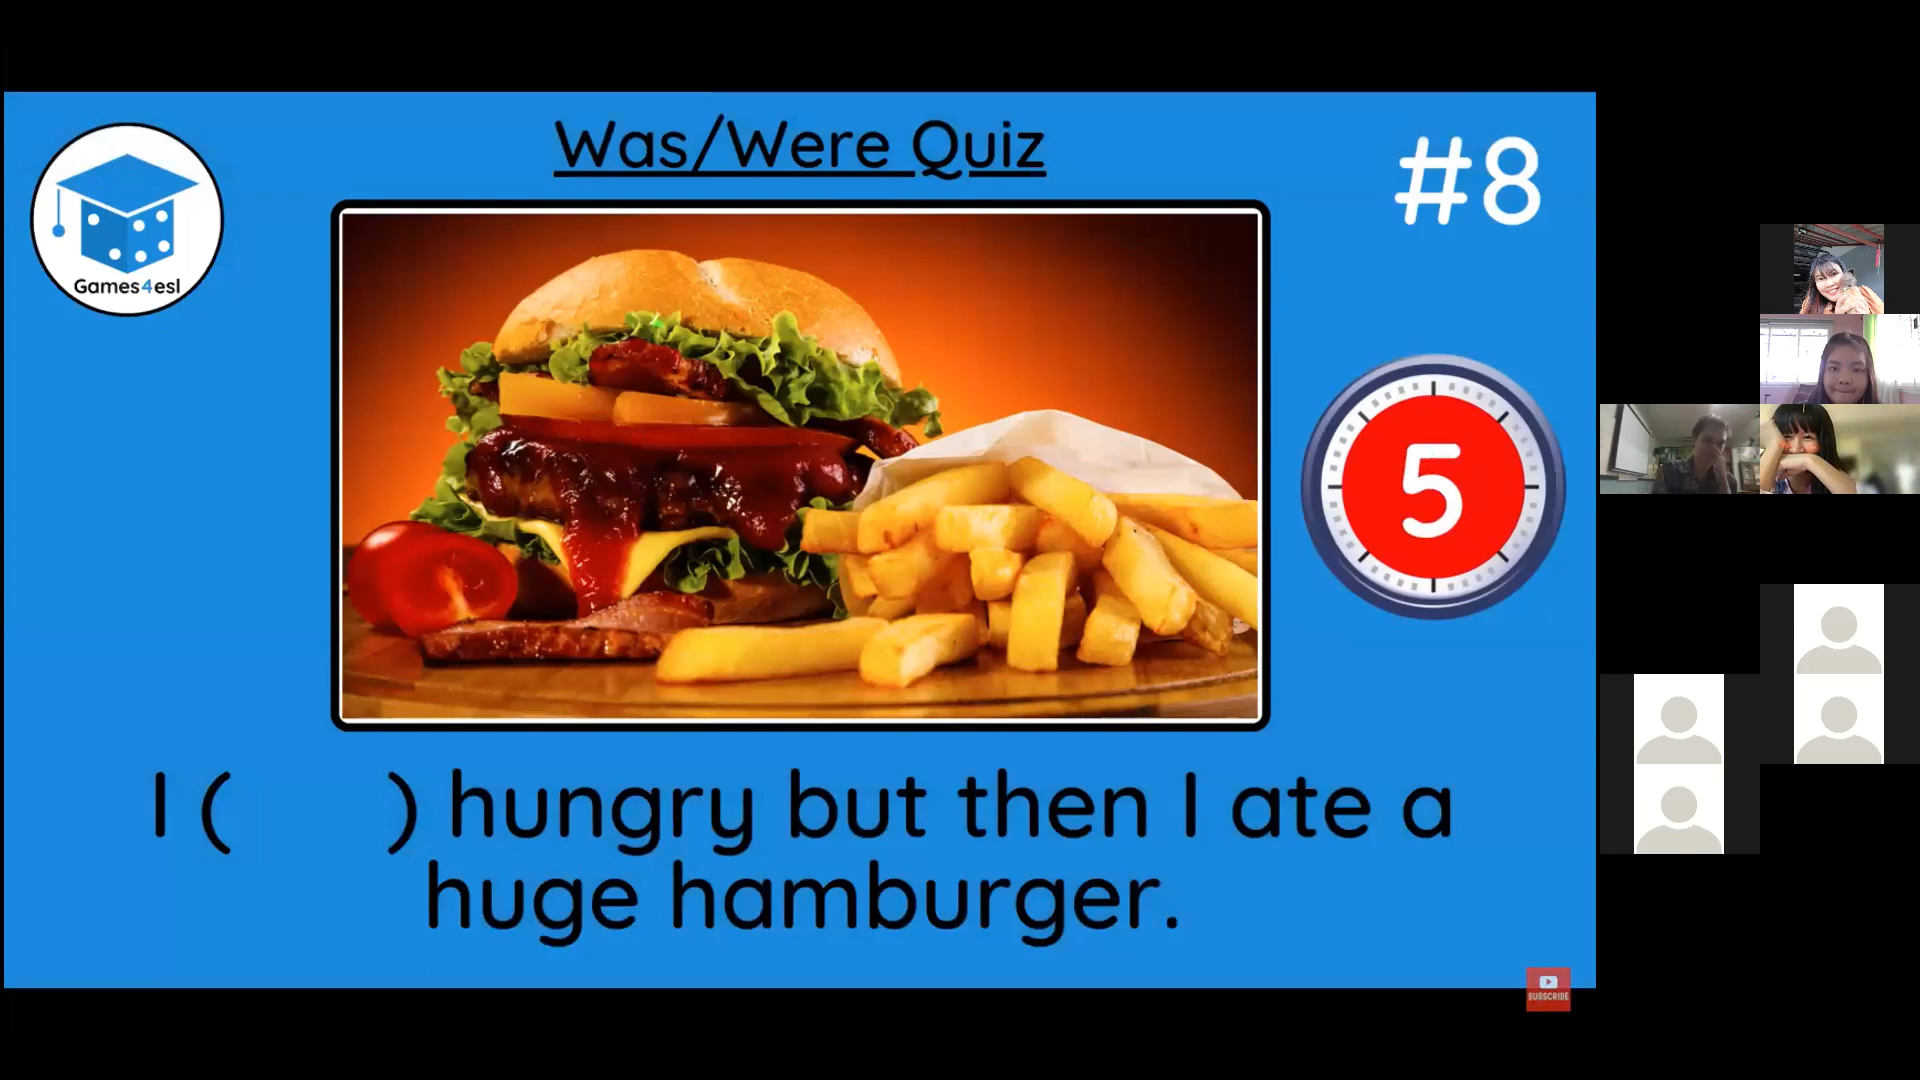 Was/Were Quiz
#8
Games4esl
5
I (      ) hungry but then I ate a
huge hamburger.
SUBSCRIBE